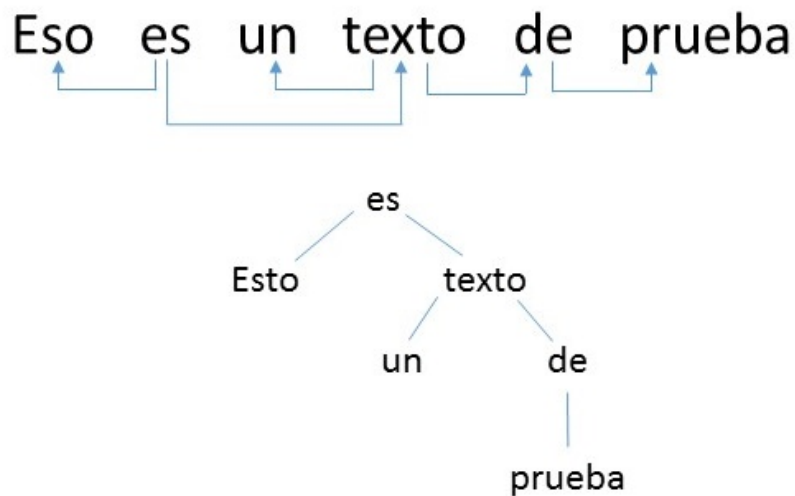 Eso es un texto de prueba
es
Esto texto
un de
prueba